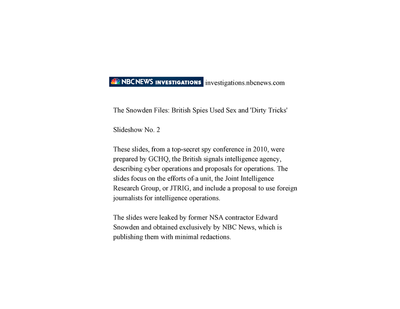 NBC NEWS INVESTIGATIONS investigations.nbcnews.com
The Snowden Files: British Spies Used Sex and 'Dirty Tricks'
Slideshow No. 2
These slides, from a top-secret spy conference in 2010, were
prepared by GCHQ, the British signals intelligence agency,
describing cyber operations and proposals for operations. The
slides focus on the efforts of a unit, the Joint Intelligence
Research Group, or JTRIG, and include a proposal to use foreign
journalists for intelligence operations.
The slides were leaked by former NSA contractor Edward
Snowden and obtained exclusively by NBC News, which is
publishing them with minimal redactions.